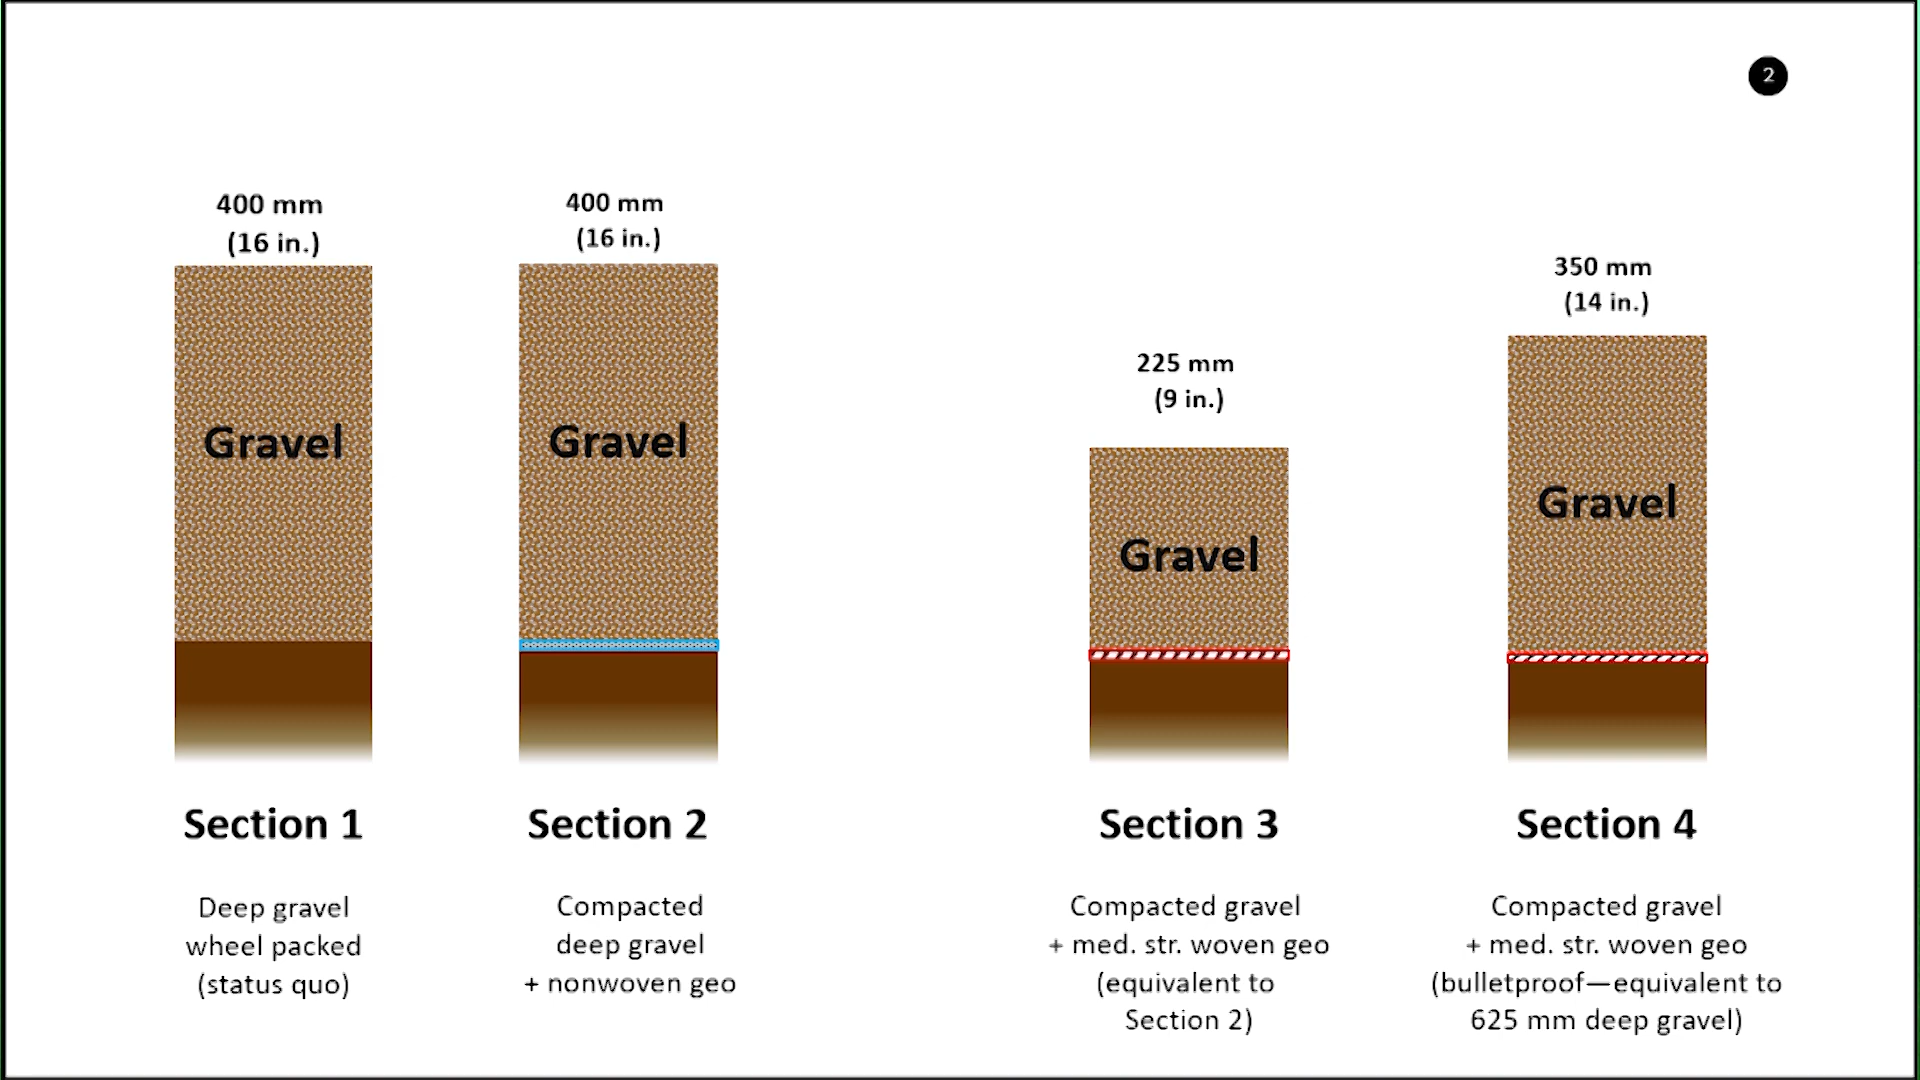 2
400 mm
(16 in.)
Gravel
Section 1
Deep gravel
wheel packed
(status quo)
400 mm
(16 in.)
Gravel
Section 2
Compacted
deep gravel
+ nonwoven geo
225 mm
(9 in.)
Gravel
Section 3
Compacted gravel
+ med. str. woven geo
(equivalent to
Section 2)
350 mm
(14 in.)
Gravel
Section 4
Compacted gravel
+ med. str. woven geo
(bulletproof—equivalent to
625 mm deep gravel)